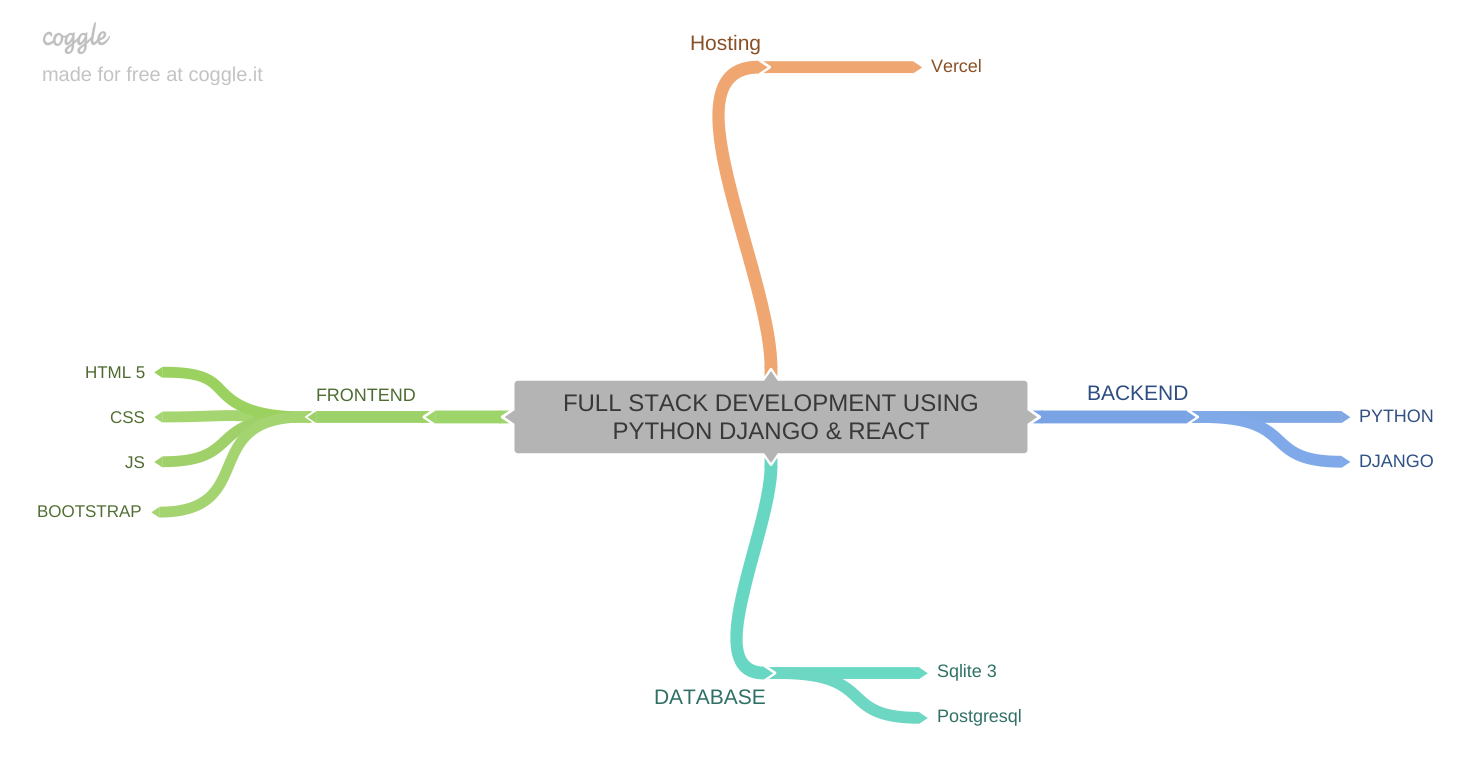 coggle
made for free at coggle.it
Hosting
Vercel
HTML 5
CSS
JS
BOOTSTRAP
FRONTEND
FULL STACK DEVELOPMENT USING
PYTHON DJANGO & REACT
BACKEND
PYTHON
DJANGO
DATABASE
Sqlite 3
Postgresql